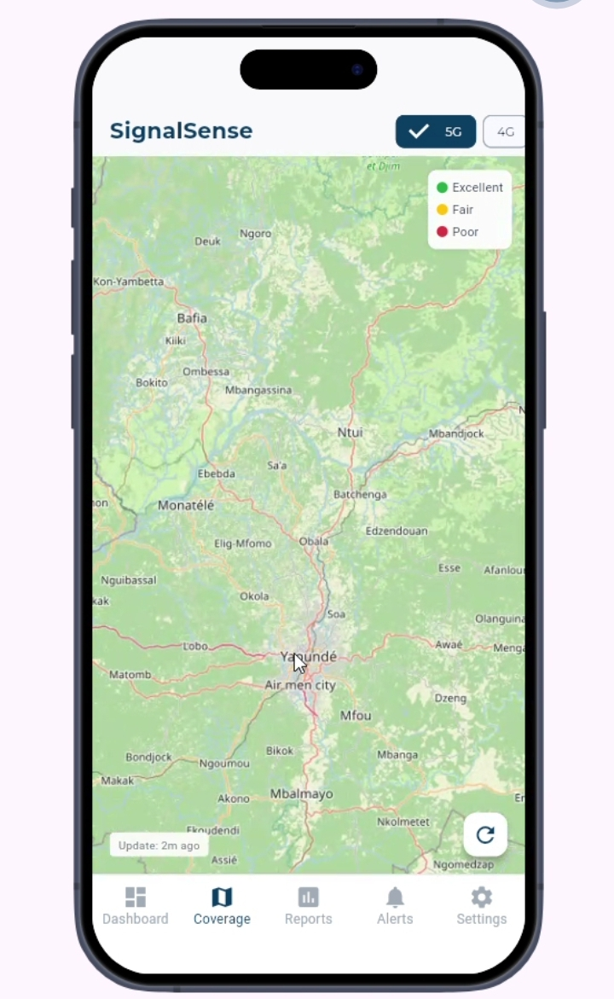 SignalSense
5G
4G
et Djim
Excellent
Fair
Poor
Ngoro
Deuk
Kon-Yambetta
Bafia
Kiiki
Ombessa
Bokito
Mbangassina
Ntui
Mbandjock
Sa'a
Ebebda
Batchenga
Monatélé
Edzendouan
Elig-Mfomo
Obala
Esse
Afanlou
Nguibassal
Okola
Soa
Olanguina
Lobo
Awaé
Menga
Yaoundé
Matomb
Air men city
Dzeng
Mfou
Bikok
Mbanga
Bondjock
Ngoumou
Makak
Mbalmayo
Akono
Nkolmetet
Ekoudendi
Update: 2m ago
Assié
Ngomedzap
Dashboard
Coverage
Reports
Alerts
Settings